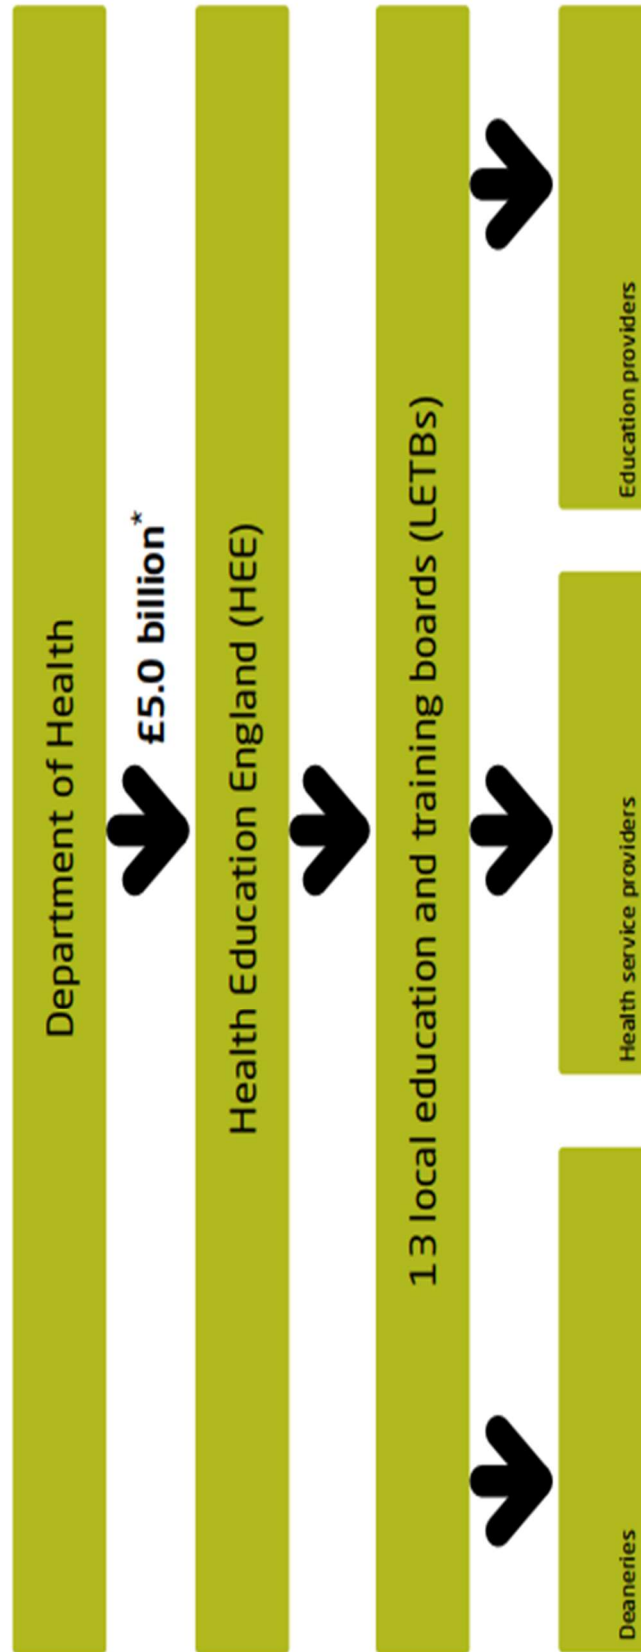 Department of Health
£5.0 billion*
Health Education England (HEE)
13 local education and training boards (LETBs)
Deaneries
Health service providers
Education providers